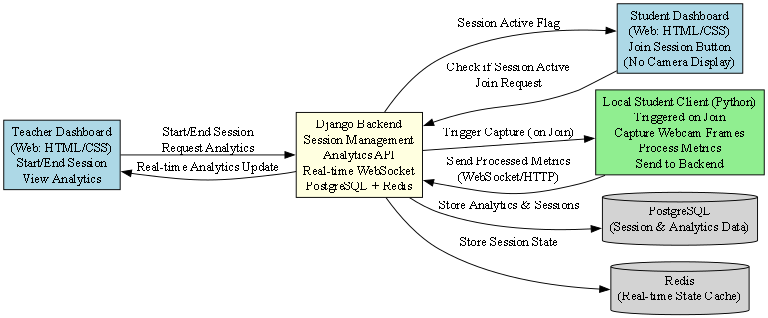 Session Active Flag
Student Dashboard
(Web: HTML/CSS)
Join Session Button
(No Camera Display)
Check if Session Active
Join Request
Local Student Client (Python)
Triggered on Join
Capture Webcam Frames
Process Metrics
Send to Backend
Teacher Dashboard
(Web: HTML/CSS)
Start/End Session
View Analytics
Start/End Session
Request Analytics
Real-time Analytics Update
Django Backend
Session Management
Analytics API
Real-time WebSocket
PostgreSQL + Redis
Trigger Capture (on Join)
Send Processed Metrics
(WebSocket/HTTP)
Store Analytics & Sessions
PostgreSQL
(Session & Analytics Data)
Store Session State
Redis
(Real-time State Cache)